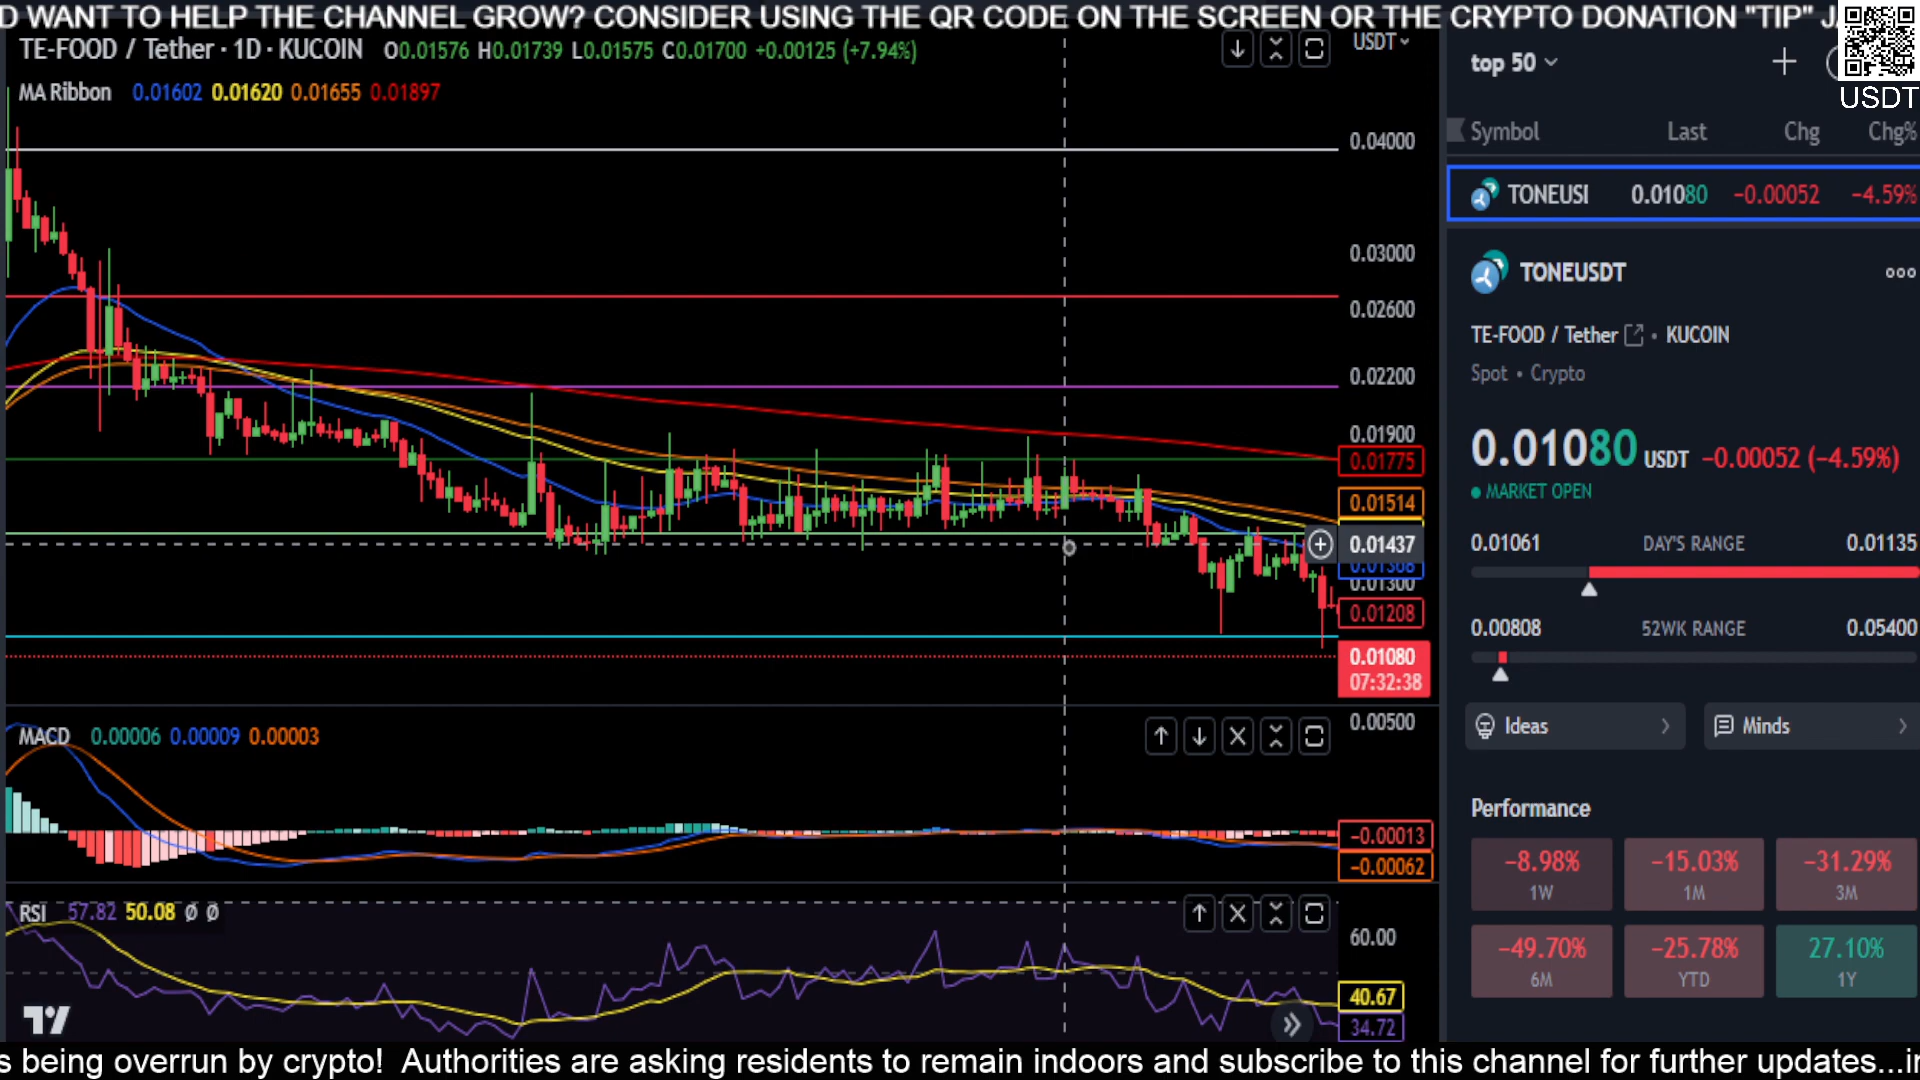 D WANT TO HELP THE CHANNEL GROW? CONSIDER USING THE QR CODE ON THE SCREEN OR THE CRYPTO DONATION "TIP" J
TE-FOOD / Tether · 1D · KUCOIN O0.01576 H0.01739 L0.01575 C0.01700 +0.00125 (+7.94%)
USDT
MA Ribbon 0.01602 0.01620 0.01655 0.01897
0.04000
0.03000
0.02600
0.02200
0.01900
0.01775
0.01514
0.01437
0.01368
0.01300
0.01208
0.01080
07:32:38
MACD 0.00006 0.00009 0.00003
0.00500
−0.00013
−0.00062
RSI 57.82 50.08 Ø Ø
60.00
40.67
34.72
top 50
USDT
Symbol Last Chg Chg%
TONEUSI 0.01080 −0.00052 −4.59%
TONEUSDT
TE-FOOD / Tether • KUCOIN
Spot • Crypto
0.01080 USDT −0.00052 (−4.59%)
MARKET OPEN
0.01061 DAY'S RANGE 0.01135
0.00808 52WK RANGE 0.05400
Ideas Minds
Performance
−8.98% −15.03% −31.29%
1W 1M 3M
−49.70% −25.78% 27.10%
6M YTD 1Y
s being overrun by crypto! Authorities are asking residents to remain indoors and subscribe to this channel for further updates...i